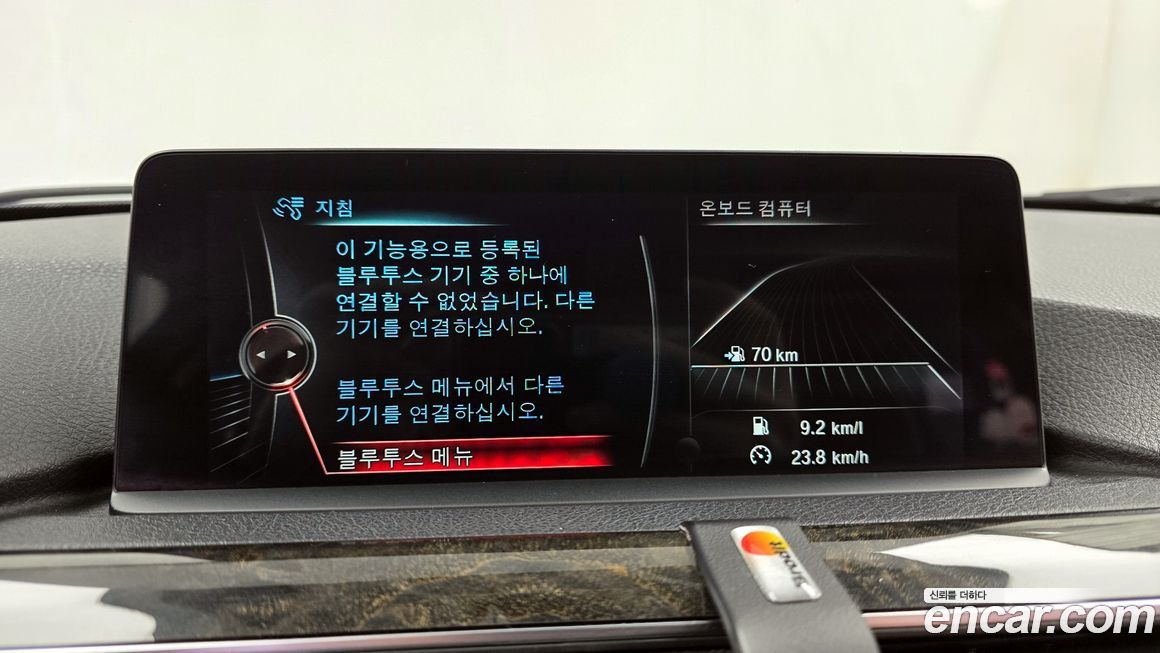 지침
이 기능용으로 등록된
블루투스 기기 중 하나에
연결할 수 없었습니다. 다른
기기를 연결하십시오.
블루투스 메뉴에서 다른
기기를 연결하십시오.
블루투스 메뉴
온보드 컴퓨터
70 km
9.2 km/l
23.8 km/h
신뢰를 더하다
encar.com